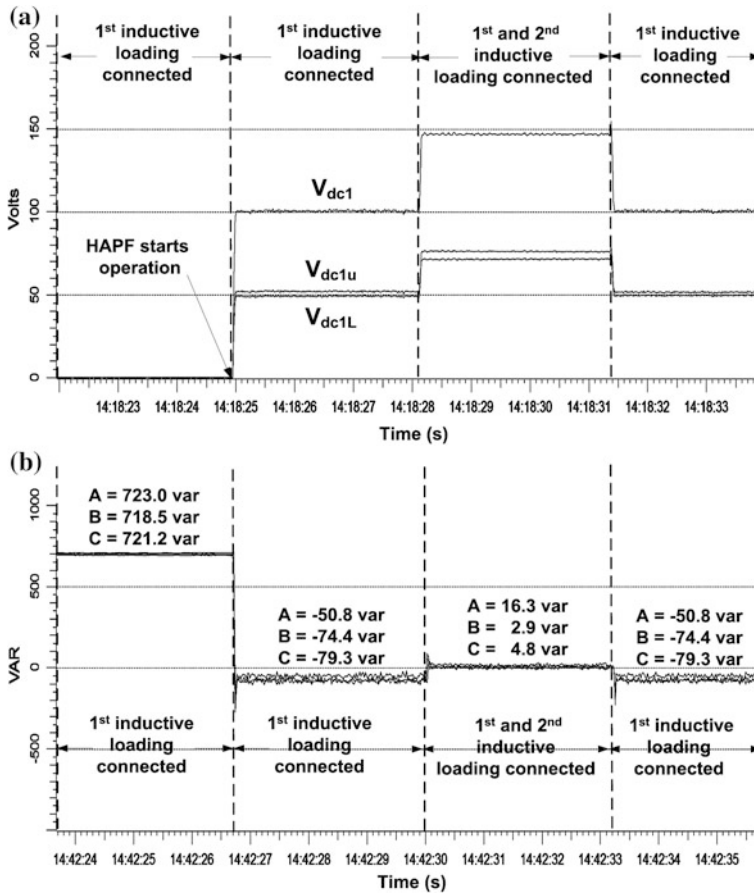 (a)
1st inductive loading connected
1st inductive loading connected
1st and 2nd inductive loading connected
1st inductive loading connected
Volts
200
150
100
50
0
Vdc1
HAPF starts operation
Vdc1u
Vdc1L
14:18:23 14:18:24 14:18:25 14:18:26 14:18:27 14:18:28 14:18:29 14:18:30 14:18:31 14:18:32 14:18:33
Time (s)
(b)
A = 723.0 var
B = 718.5 var
C = 721.2 var
A = -50.8 var
B = -74.4 var
C = -79.3 var
A = 16.3 var
B = 2.9 var
C = 4.8 var
A = -50.8 var
B = -74.4 var
C = -79.3 var
VAR
1000
500
0
-500
1st inductive loading connected
1st inductive loading connected
1st and 2nd inductive loading connected
1st inductive loading connected
14:42:24 14:42:26 14:42:27 14:42:28 14:42:29 14:42:30 14:42:31 14:42:33 14:42:34 14:42:35
Time (s)